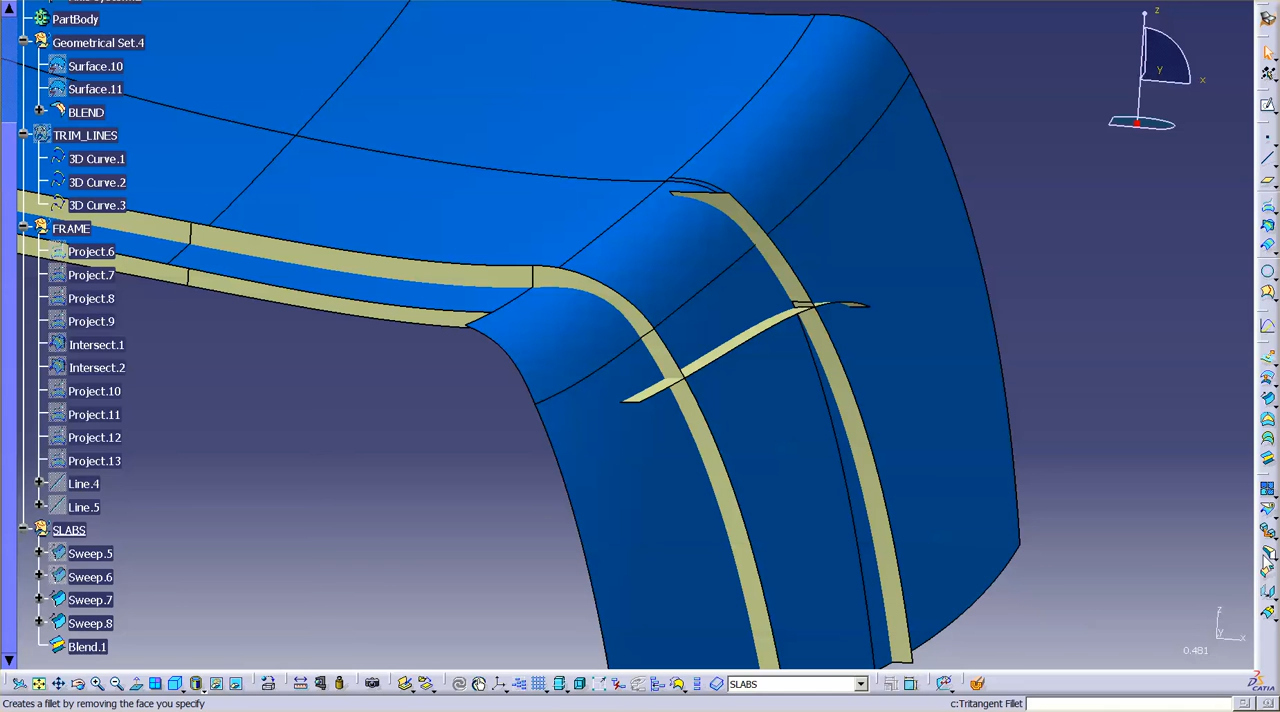 PartBody
Geometrical Set.4
Surface.10
Surface.11
BLEND
TRIM_LINES
3D Curve.1
3D Curve.2
3D Curve.3
FRAME
Project.6
Project.7
Project.8
Project.9
Intersect.1
Intersect.2
Project.10
Project.11
Project.12
Project.13
Line.4
Line.5
SLABS
Sweep.5
Sweep.6
Sweep.7
Sweep.8
Blend.1
z
y
x
z
y
x
0.481
SLABS
CATIA
Creates a fillet by removing the face you specify
c:Tritangent Fillet